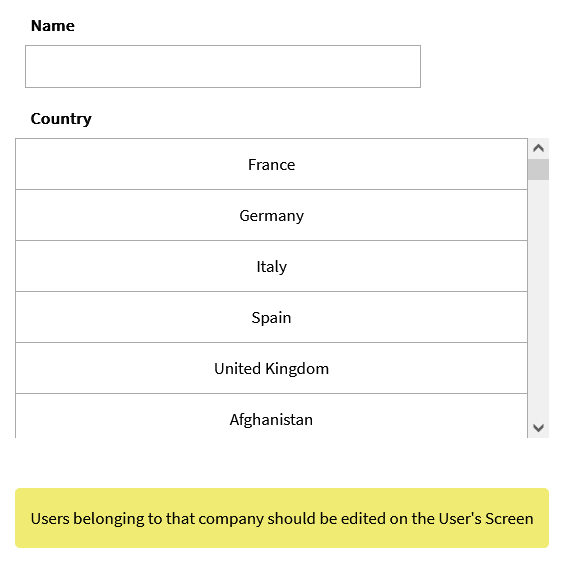 Name
Country
France
Germany
Italy
Spain
United Kingdom
Afghanistan
Users belonging to that company should be edited on the User's Screen